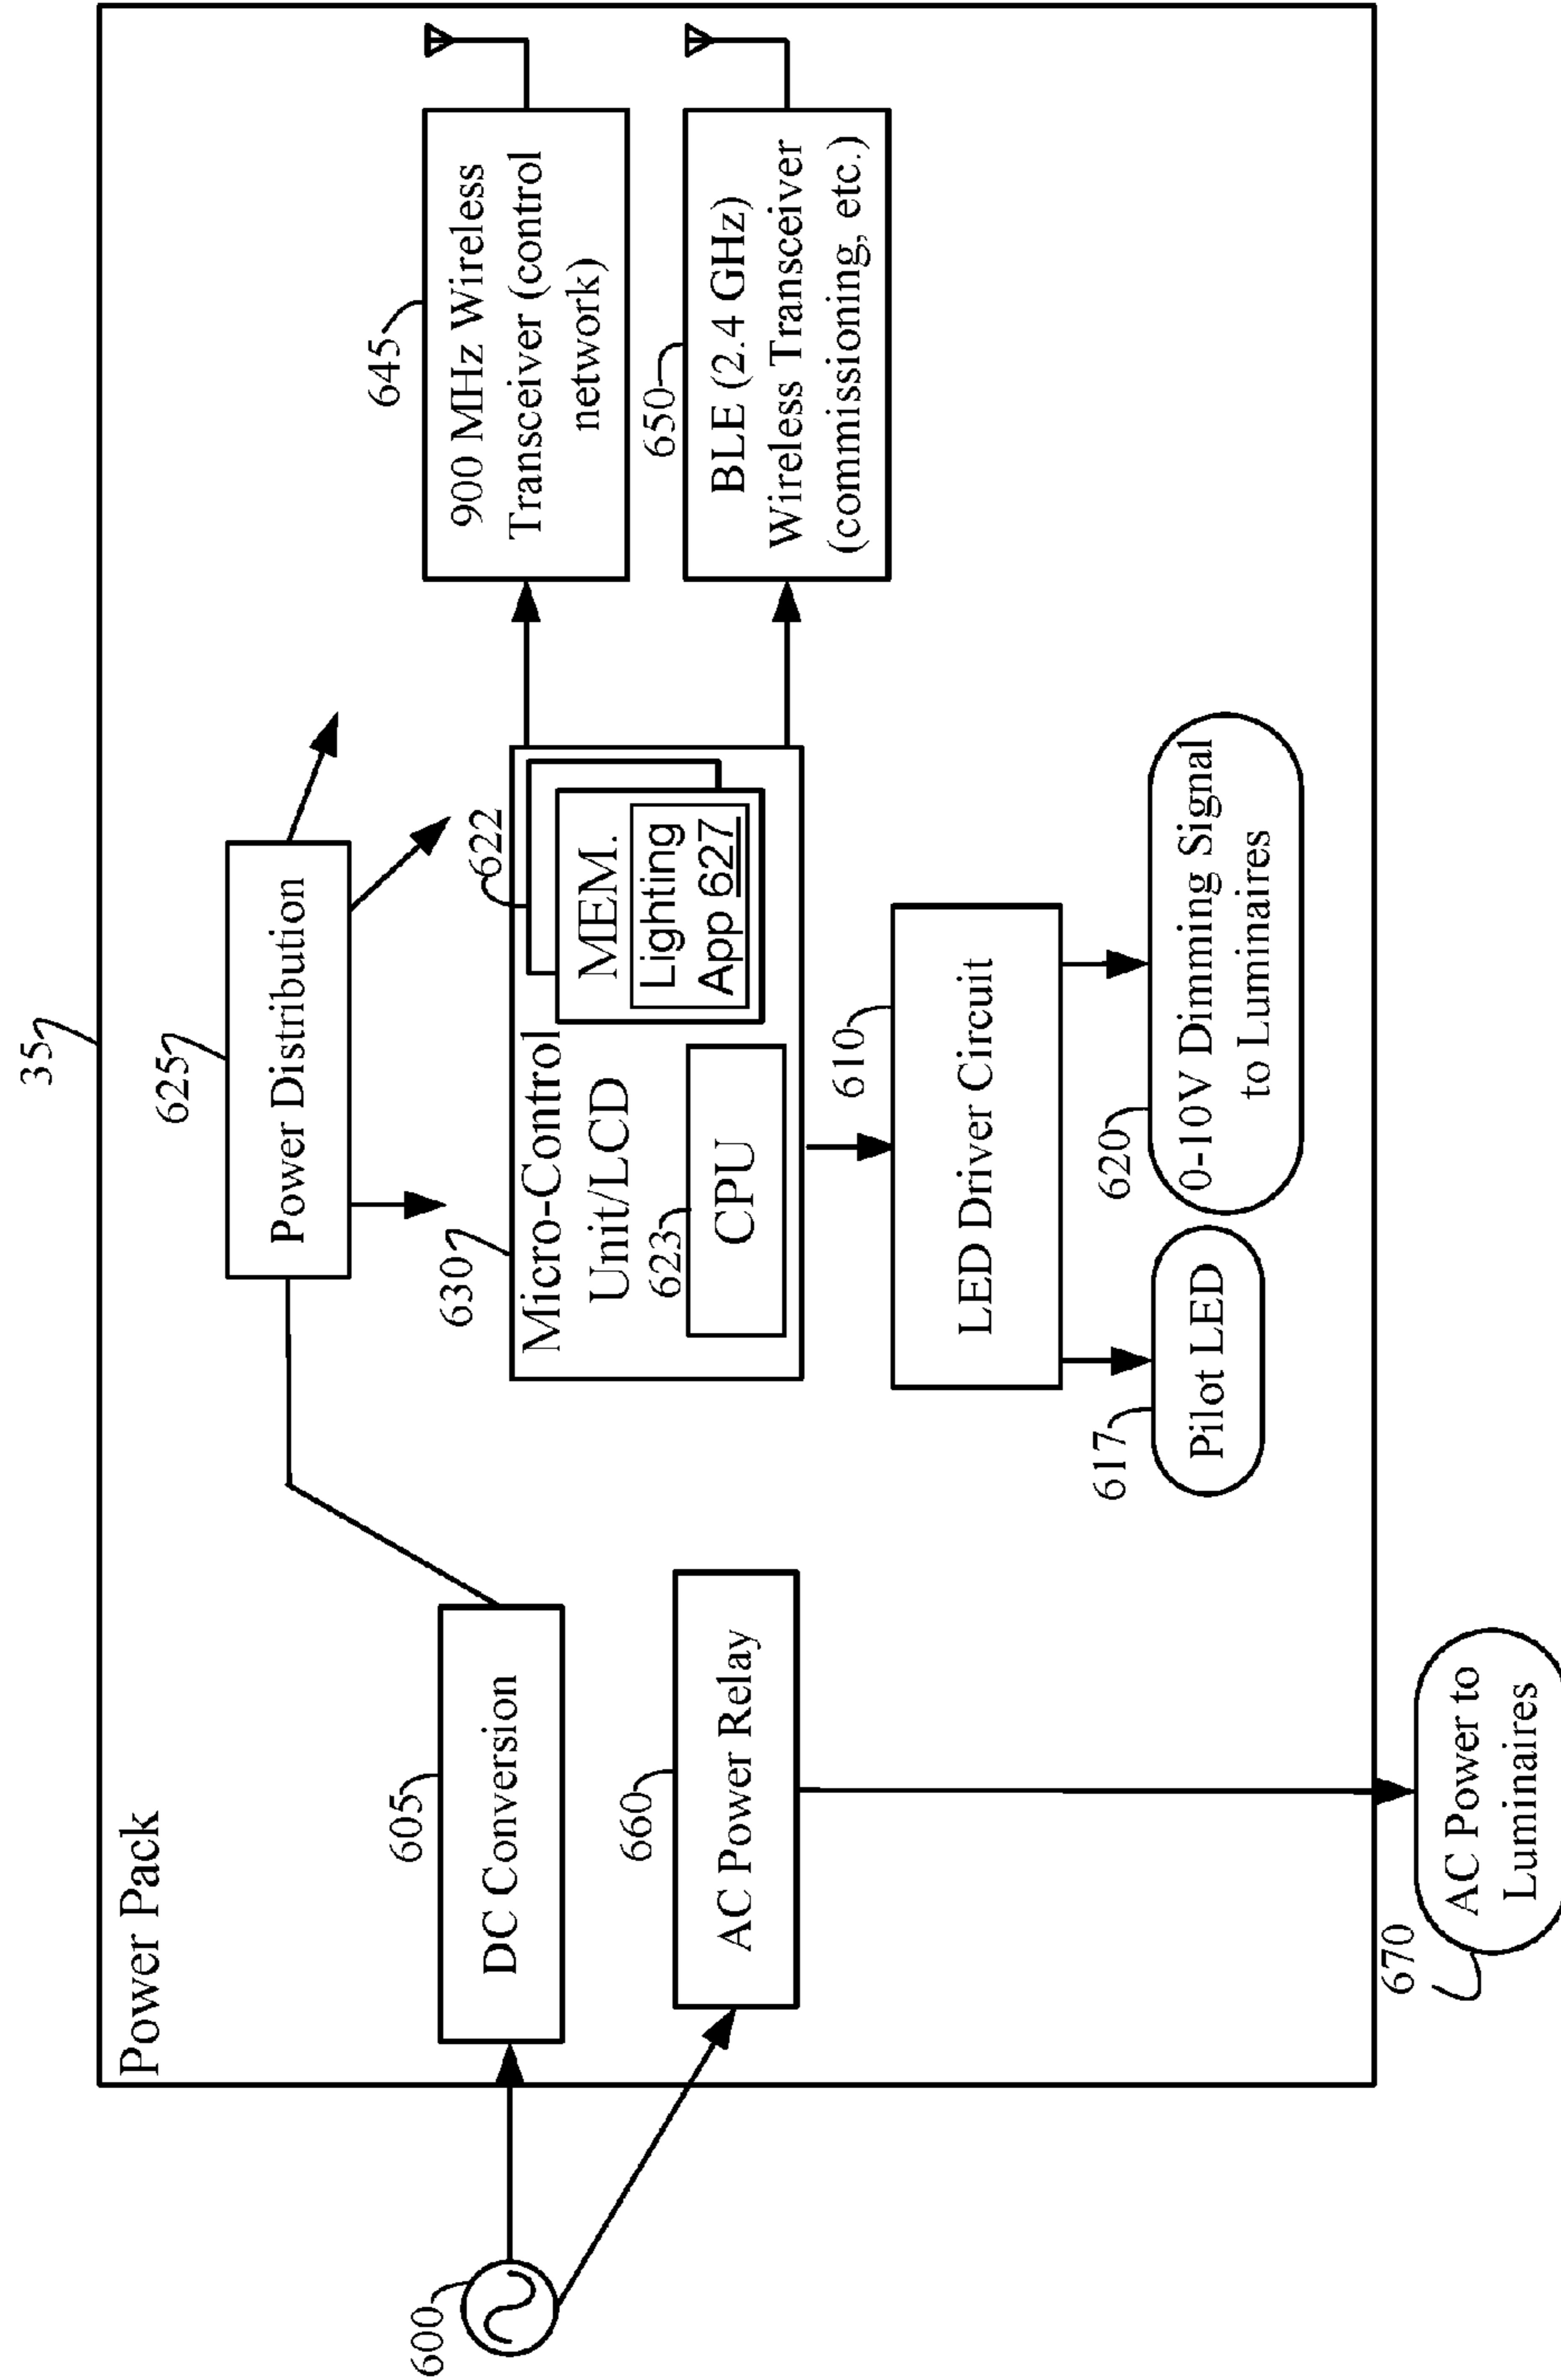 35
Power Pack
625
Power Distribution
645
900 MHz Wireless
Transceiver (control
network)
600
605
DC Conversion
630
622
Micro-Control
Unit/LCD
MEM.
Lighting
App 627
623
CPU
650
BLE (2.4 GHz)
Wireless Transceiver
(commissioning, etc.)
660
AC Power Relay
610
LED Driver Circuit
617
Pilot LED
620
0-10V Dimming Signal
to Luminaires
670
AC Power to
Luminaires